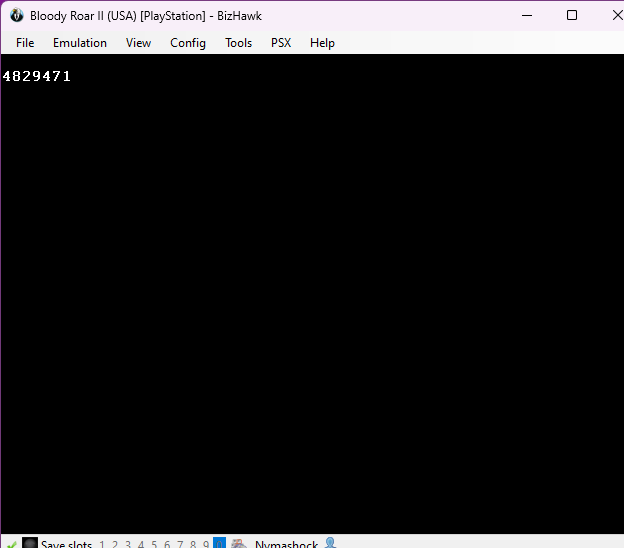 Bloody Roar II (USA) [PlayStation] - BizHawk
File Emulation View Config Tools PSX Help
4829471
Save slots 1 2 3 4 5 6 7 8 9 0 Nymashock